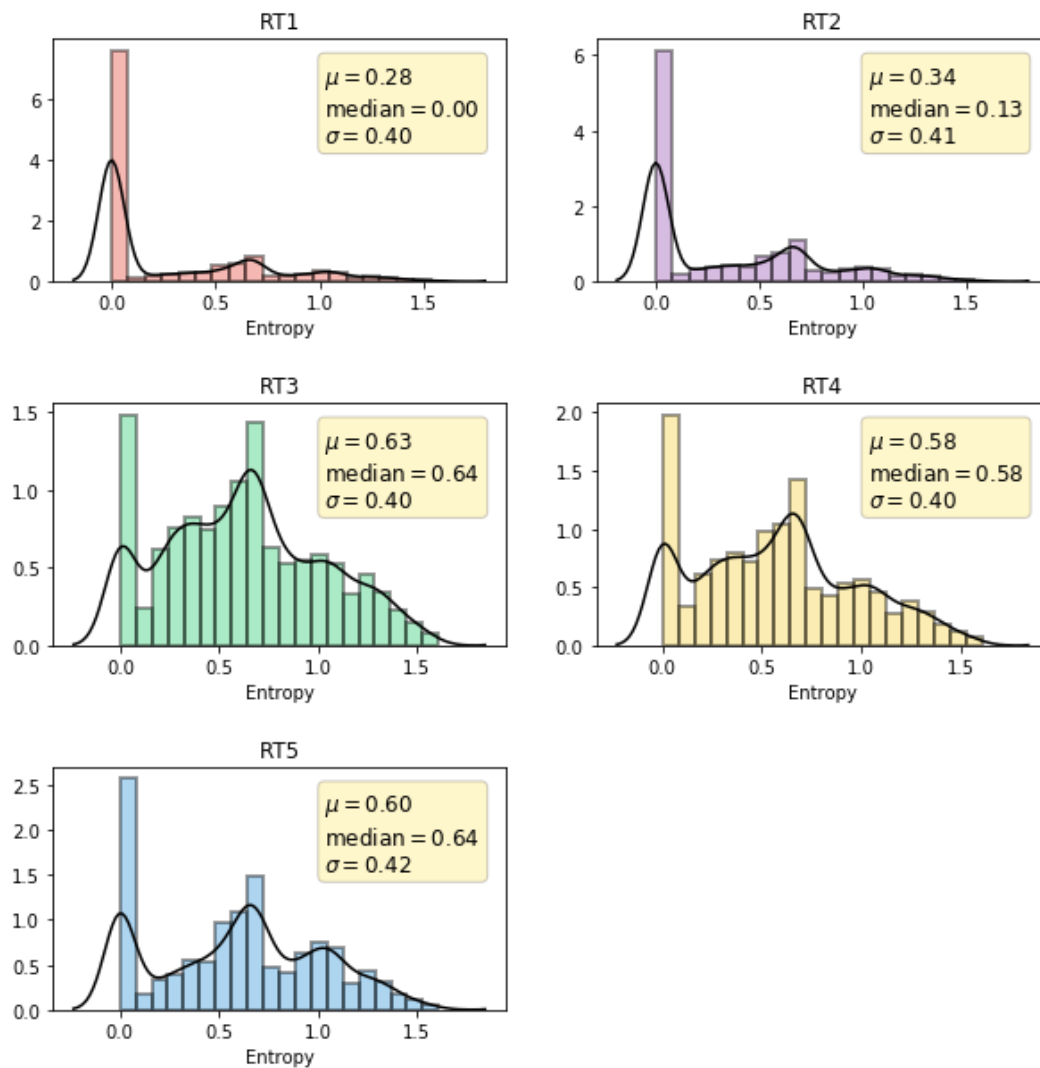 RT1
μ = 0.28
median = 0.00
σ = 0.40
6
4
2
0
0.0 0.5 1.0 1.5
Entropy
RT2
μ = 0.34
median = 0.13
σ = 0.41
6
5
4
3
2
1
0
0.0 0.5 1.0 1.5
Entropy
RT3
μ = 0.63
median = 0.64
σ = 0.40
1.5
1.0
0.5
0.0
0.0 0.5 1.0 1.5
Entropy
RT4
μ = 0.58
median = 0.58
σ = 0.40
2.0
1.5
1.0
0.5
0.0
0.0 0.5 1.0 1.5
Entropy
RT5
μ = 0.60
median = 0.64
σ = 0.42
2.5
2.0
1.5
1.0
0.5
0.0
0.0 0.5 1.0 1.5
Entropy